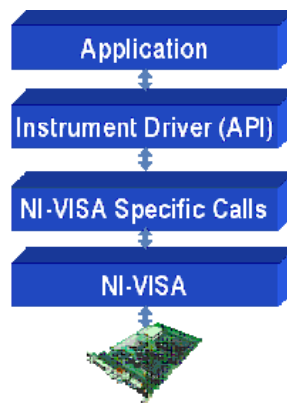 Application
Instrument Driver (API)
NI-VISA Specific Calls
NI-VISA